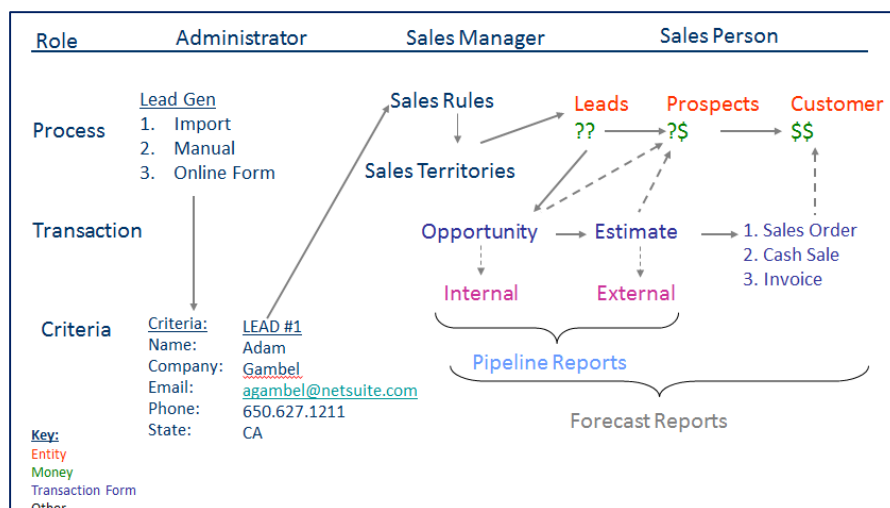 Role Administrator Sales Manager Sales Person
Process
Lead Gen
1. Import
2. Manual
3. Online Form
Sales Rules
Sales Territories
Leads
??
Prospects
?$
Customer
$$
Transaction
Opportunity
Estimate
1. Sales Order
2. Cash Sale
3. Invoice
Internal
External
Criteria
Criteria: LEAD #1
Name: Adam
Company: Gambel
Email: agambel@netsuite.com
Phone: 650.627.1211
State: CA
Pipeline Reports
Forecast Reports
Key:
Entity
Money
Transaction Form
Other